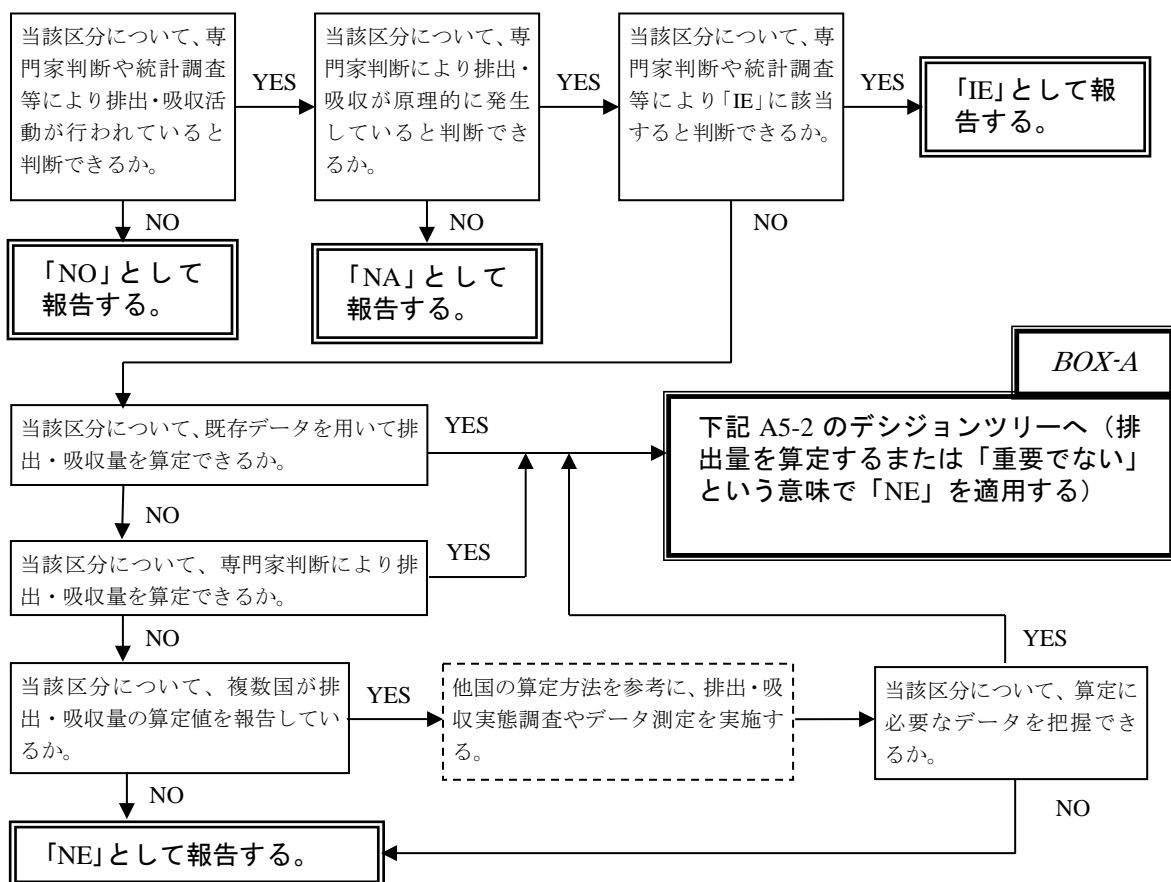 当該区分について、専
門家判断や統計調査
等により排出・吸収活
動が行われていると
判断できるか。
YES
当該区分について、専
門家判断により排出・
吸収が原理的に発生
していると判断でき
るか。
YES
当該区分について、専
門家判断や統計調査
等により「IE」に該当
すると判断できるか。
YES
「IE」として報
告する。
NO
NO
NO
「NO」として
報告する。
「NA」として
報告する。
BOX-A
下記 A5-2 のデシジョンツリーへ（排
出量を算定するまたは「重要でない」
という意味で「NE」を適用する）
当該区分について、既存データを用いて排
出・吸収量を算定できるか。
YES
NO
当該区分について、専門家判断により排
出・吸収量を算定できるか。
YES
NO
当該区分について、複数国が排
出・吸収量の算定値を報告してい
るか。
YES
他国の算定方法を参考に、排出・吸
収実態調査やデータ測定を実施す
る。
当該区分について、算定に
必要なデータを把握でき
るか。
YES
NO
NO
「NE」として報告する。